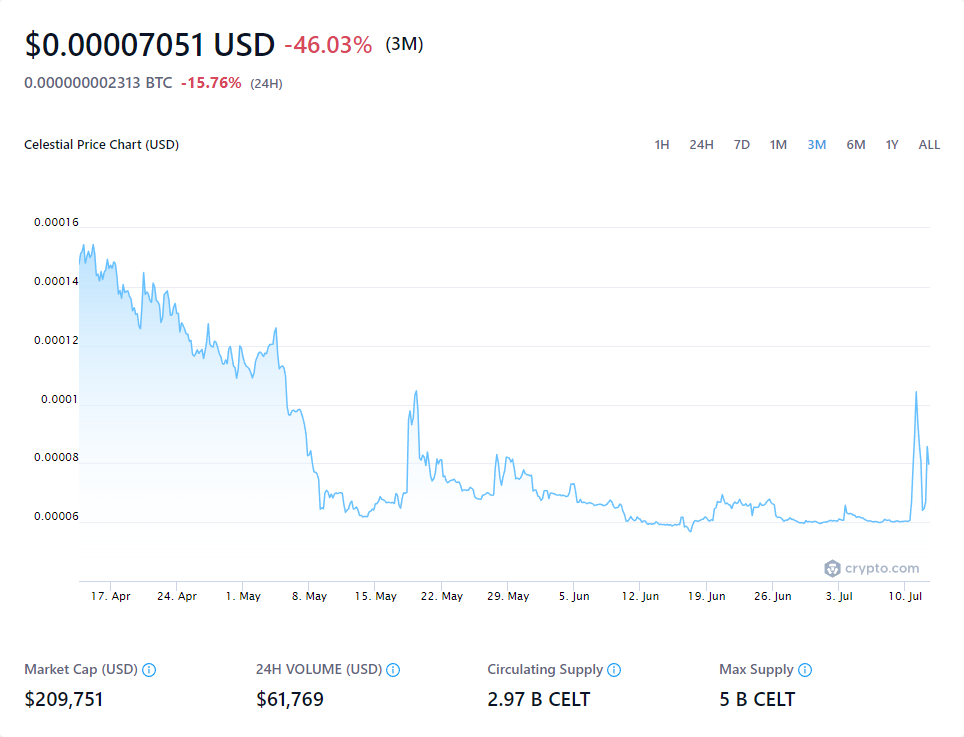 $0.00007051 USD -46.03% (3M)
0.000000002313 BTC -15.76% (24H)
Celestial Price Chart (USD) 1H 24H 7D 1M 3M 6M 1Y ALL
0.00016
0.00014
0.00012
0.0001
0.00008
0.00006
crypto.com
17. Apr 24. Apr 1. May 8. May 15. May 22. May 29. May 5. Jun 12. Jun 19. Jun 26. Jun 3. Jul 10. Jul
Market Cap (USD) 24H VOLUME (USD) Circulating Supply Max Supply
$209,751 $61,769 2.97 B CELT 5 B CELT